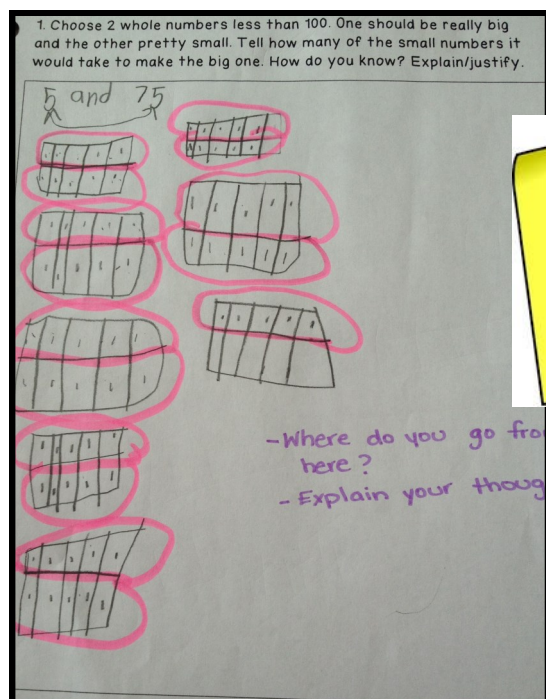 1. Choose 2 whole numbers less than 100. One should be really big
and the other pretty small. Tell how many of the small numbers it
would take to make the big one. How do you know? Explain/justify.
5 and 75
-Where do you go fro
here?
- Explain your thoug